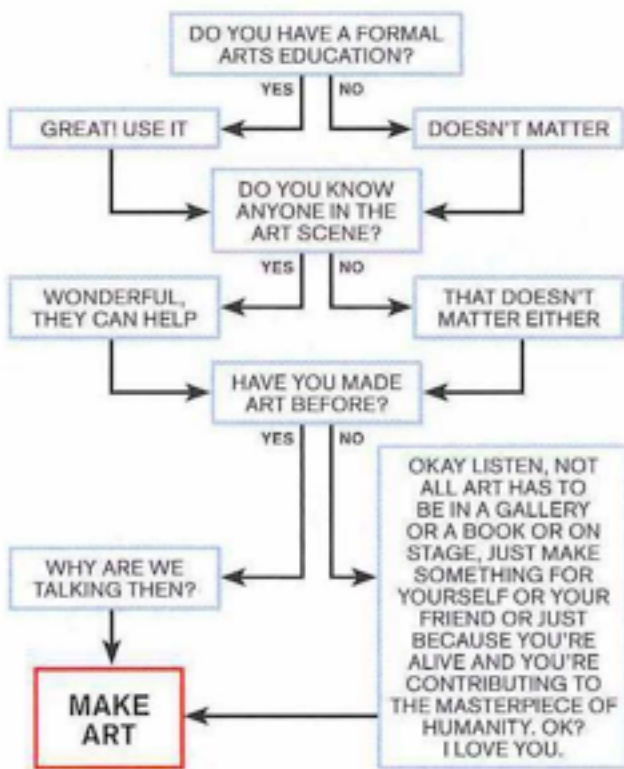 DO YOU HAVE A FORMAL
ARTS EDUCATION?
YES
NO
GREAT! USE IT
DOESN'T MATTER
DO YOU KNOW
ANYONE IN THE
ART SCENE?
YES
NO
WONDERFUL,
THEY CAN HELP
THAT DOESN'T
MATTER EITHER
HAVE YOU MADE
ART BEFORE?
YES
NO
WHY ARE WE
TALKING THEN?
OKAY LISTEN, NOT
ALL ART HAS TO
BE IN A GALLERY
OR A BOOK OR ON
STAGE, JUST MAKE
SOMETHING FOR
YOURSELF OR YOUR
FRIEND OR JUST
BECAUSE YOU'RE
ALIVE AND YOU'RE
CONTRIBUTING TO
THE MASTERPIECE OF
HUMANITY. OK?
I LOVE YOU.
MAKE
ART